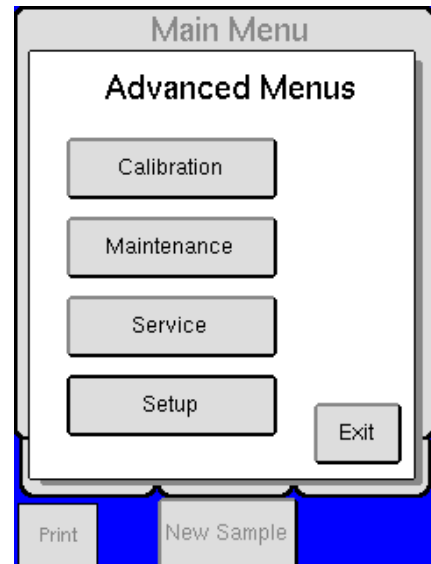 Main Menu
Advanced Menus
Calibration
Maintenance
Service
Setup
Exit
Print
New Sample